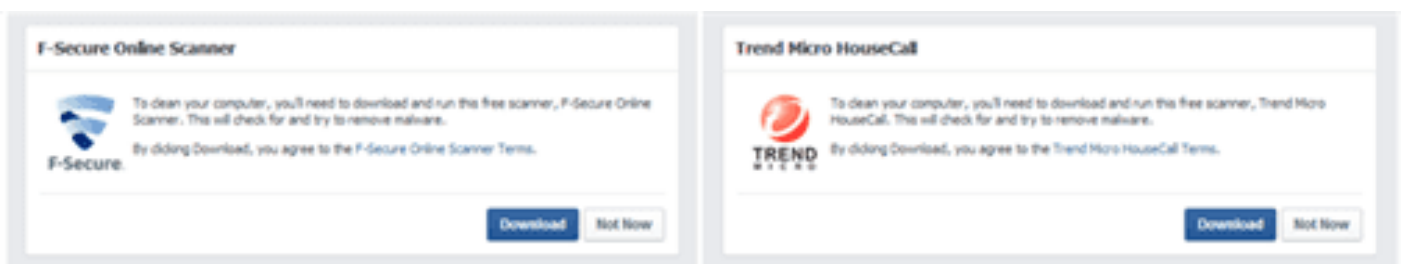 F-Secure Online Scanner
To clean your computer, you'll need to download and run this free scanner, F-Secure Online
Scanner. This will check for and try to remove malware.
By clicking Download, you agree to the F-Secure Online Scanner Terms.
F-Secure.
Download
Not Now
Trend Micro HouseCall
To clean your computer, you'll need to download and run this free scanner, Trend Micro
HouseCall. This will check for and try to remove malware.
By clicking Download, you agree to the Trend Micro HouseCall Terms.
TREND
MICRO
Download
Not Now